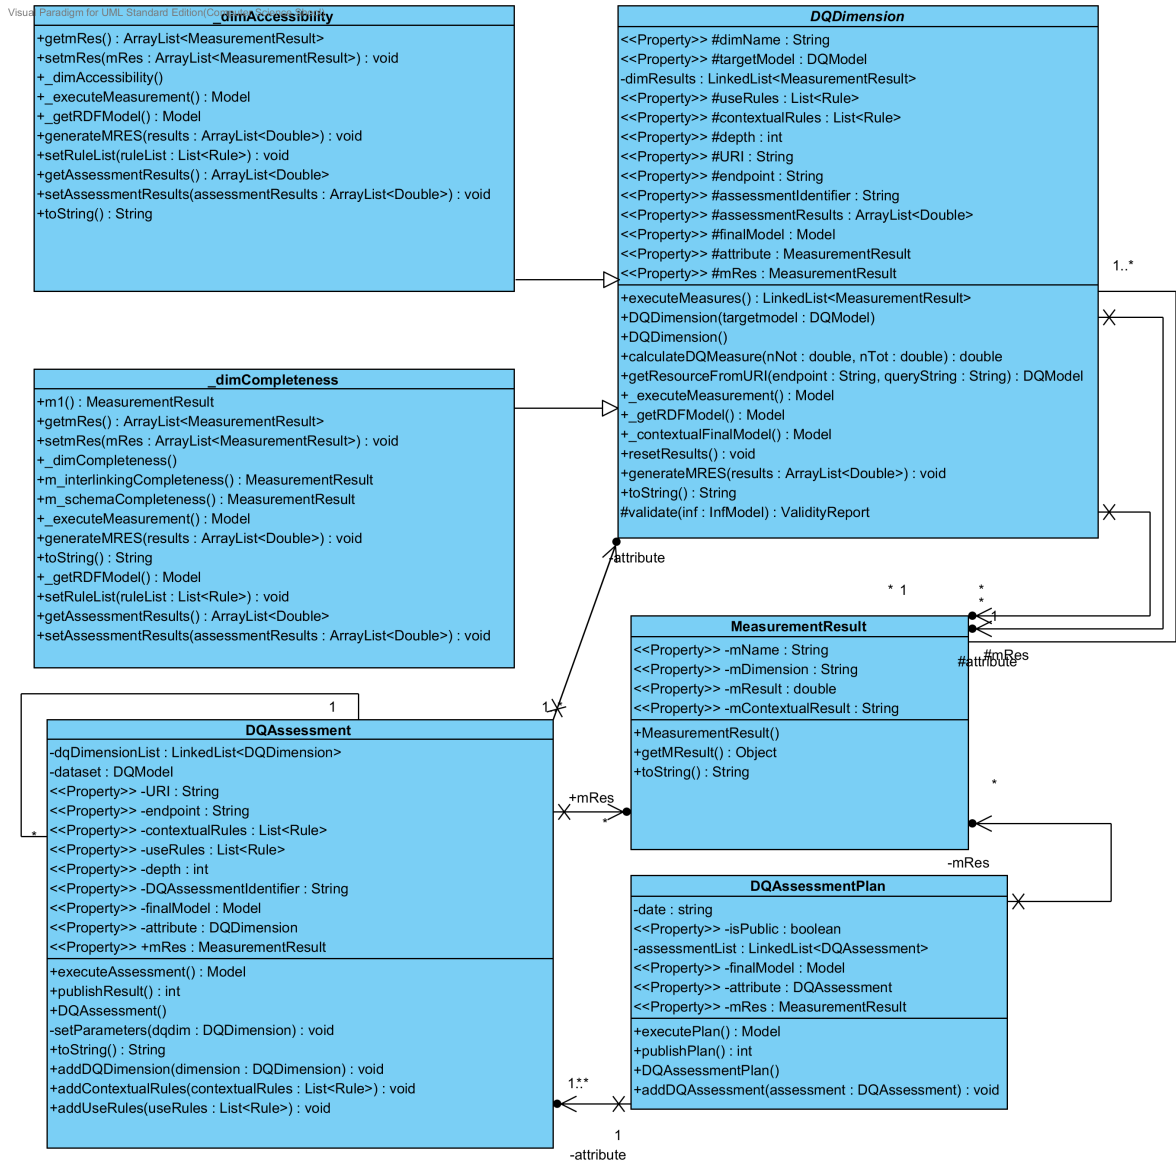 Visual Paradigm for UML Standard Edition(Computer Science School)
_dimAccessibility
+getmRes() : ArrayList<MeasurementResult>
+setmRes(mRes : ArrayList<MeasurementResult>) : void
+_dimAccessibility()
+_executeMeasurement() : Model
+_getRDFModel() : Model
+generateMRES(results : ArrayList<Double>) : void
+setRuleList(ruleList : List<Rule>) : void
+getAssessmentResults() : ArrayList<Double>
+setAssessmentResults(assessmentResults : ArrayList<Double>) : void
+toString() : String
DQDimension
<<Property>> #dimName : String
<<Property>> #targetModel : DQModel
-dimResults : LinkedList<MeasurementResult>
<<Property>> #useRules : List<Rule>
<<Property>> #contextualRules : List<Rule>
<<Property>> #depth : int
<<Property>> #URI : String
<<Property>> #endpoint : String
<<Property>> #assessmentIdentifier : String
<<Property>> #assessmentResults : ArrayList<Double>
<<Property>> #finalModel : Model
<<Property>> #attribute : MeasurementResult
<<Property>> #mRes : MeasurementResult
+executeMeasures() : LinkedList<MeasurementResult>
+DQDimension(targetmodel : DQModel)
+DQDimension()
+calculateDQMeasure(nNot : double, nTot : double) : double
+getResourceFromURI(endpoint : String, queryString : String) : DQModel
+_executeMeasurement() : Model
+_getRDFModel() : Model
+_contextualFinalModel() : Model
+resetResults() : void
+generateMRES(results : ArrayList<Double>) : void
+toString() : String
#validate(inf : InfModel) : ValidityReport
1..*
_dimCompleteness
+m1() : MeasurementResult
+getmRes() : ArrayList<MeasurementResult>
+setmRes(mRes : ArrayList<MeasurementResult>) : void
+_dimCompleteness()
+m_interlinkingCompleteness() : MeasurementResult
+m_schemaCompleteness() : MeasurementResult
+_executeMeasurement() : Model
+generateMRES(results : ArrayList<Double>) : void
+toString() : String
+_getRDFModel() : Model
+setRuleList(ruleList : List<Rule>) : void
+getAssessmentResults() : ArrayList<Double>
+setAssessmentResults(assessmentResults : ArrayList<Double>) : void
-attribute
* 1
*
*
1
#mRes
#attribute
MeasurementResult
<<Property>> -mName : String
<<Property>> -mDimension : String
<<Property>> -mResult : double
<<Property>> -mContextualResult : String
+MeasurementResult()
+getMResult() : Object
+toString() : String
1
*
DQAssessment
-dqDimensionList : LinkedList<DQDimension>
-dataset : DQModel
<<Property>> -URI : String
<<Property>> -endpoint : String
<<Property>> -contextualRules : List<Rule>
<<Property>> -useRules : List<Rule>
<<Property>> -depth : int
<<Property>> -DQAssessmentIdentifier : String
<<Property>> -finalModel : Model
<<Property>> -attribute : DQDimension
<<Property>> +mRes : MeasurementResult
+executeAssessment() : Model
+publishResult() : int
+DQAssessment()
-setParameters(dqdim : DQDimension) : void
+toString() : String
+addDQDimension(dimension : DQDimension) : void
+addContextualRules(contextualRules : List<Rule>) : void
+addUseRules(useRules : List<Rule>) : void
+mRes
*
*
-mRes
DQAssessmentPlan
-date : string
<<Property>> -isPublic : boolean
-assessmentList : LinkedList<DQAssessment>
<<Property>> -finalModel : Model
<<Property>> -attribute : DQAssessment
<<Property>> -mRes : MeasurementResult
+executePlan() : Model
+publishPlan() : int
+DQAssessmentPlan()
+addDQAssessment(assessment : DQAssessment) : void
1..*
1
-attribute